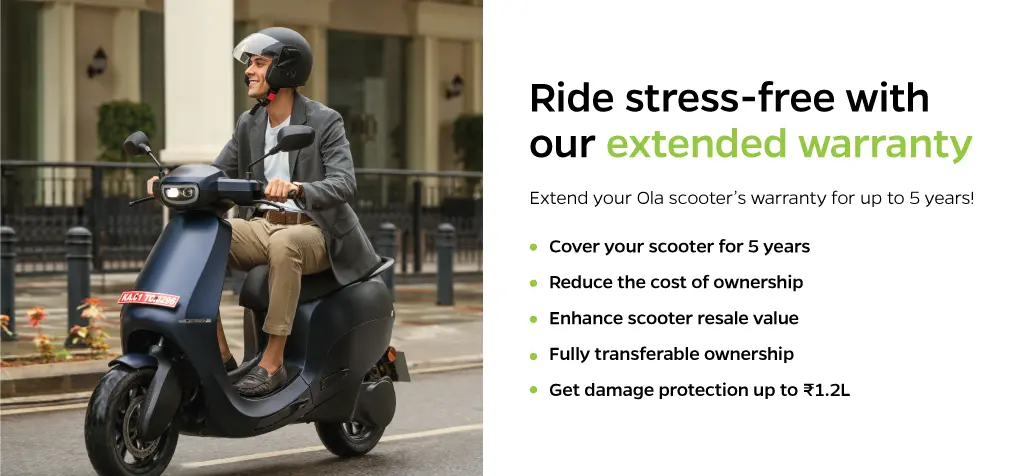 Ride stress-free with
our extended warranty
Extend your Ola scooter's warranty for up to 5 years!
Cover your scooter for 5 years
Reduce the cost of ownership
Enhance scooter resale value
Fully transferable ownership
Get damage protection up to ₹1.2L